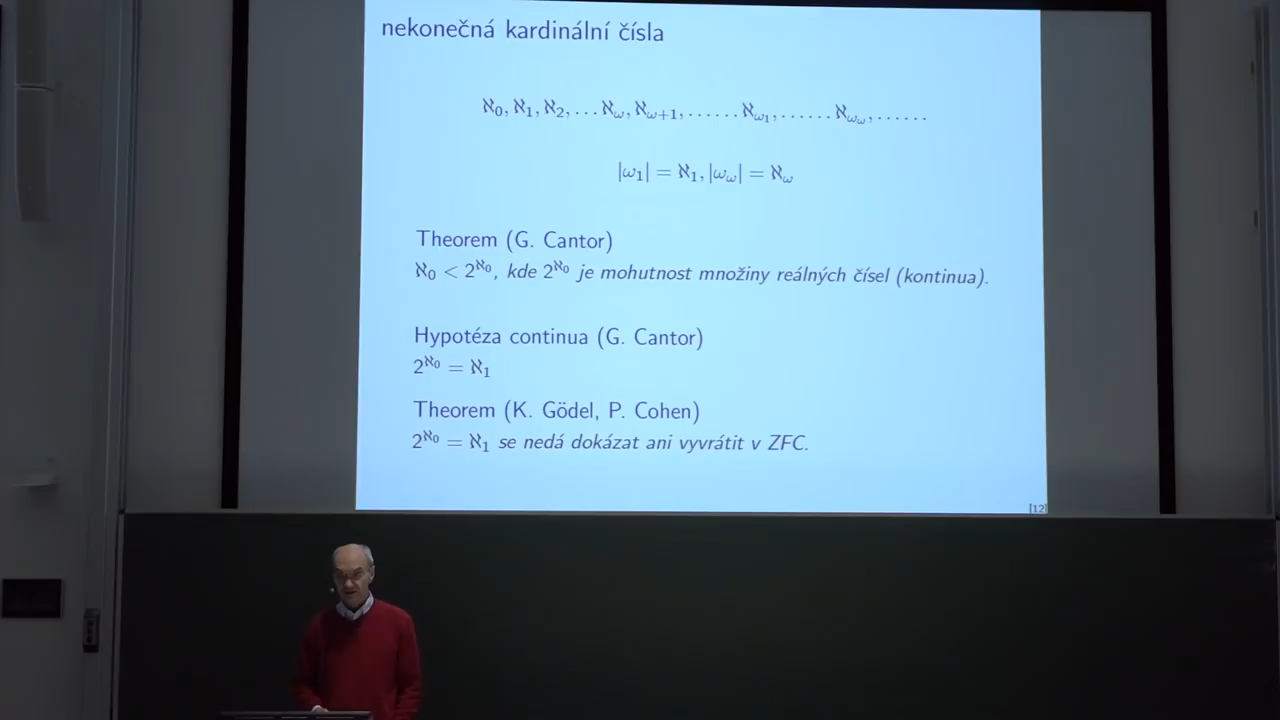 nekonečná kardinální čísla
ℵ₀, ℵ₁, ℵ₂, … ℵ_ω, ℵ_{ω+1}, …… ℵ_{ω₁}, …… ℵ_{ω_ω}, ……
|ω₁| = ℵ₁, |ω_ω| = ℵ_ω
Theorem (G. Cantor)
ℵ₀ < 2^{ℵ₀}, kde 2^{ℵ₀} je mohutnost množiny reálných čísel (kontinua).
Hypotéza continua (G. Cantor)
2^{ℵ₀} = ℵ₁
Theorem (K. Gödel, P. Cohen)
2^{ℵ₀} = ℵ₁ se nedá dokázat ani vyvrátit v ZFC.
[12]